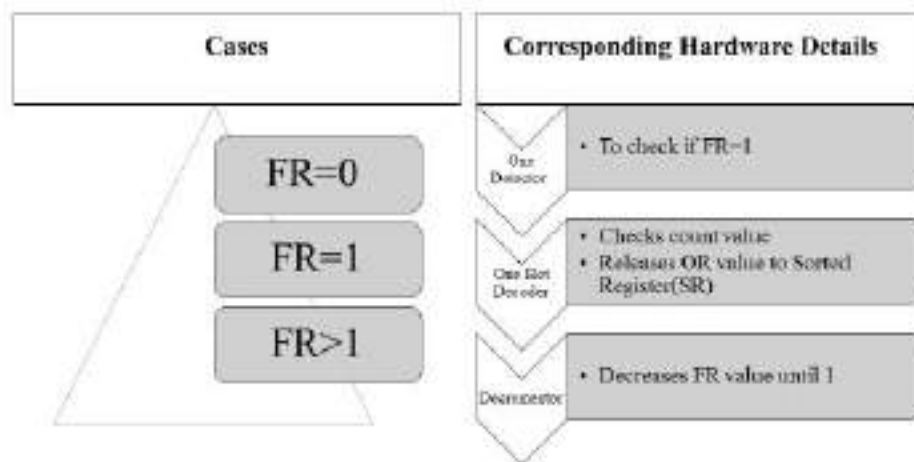 Cases
FR=0
FR=1
FR>1
Corresponding Hardware Details
One
Detector
• To check if FR=1
One Hot
Decoder
• Checks count value
• Releases OR value to Sorted
Register(SR)
• Decreases FR value until 1